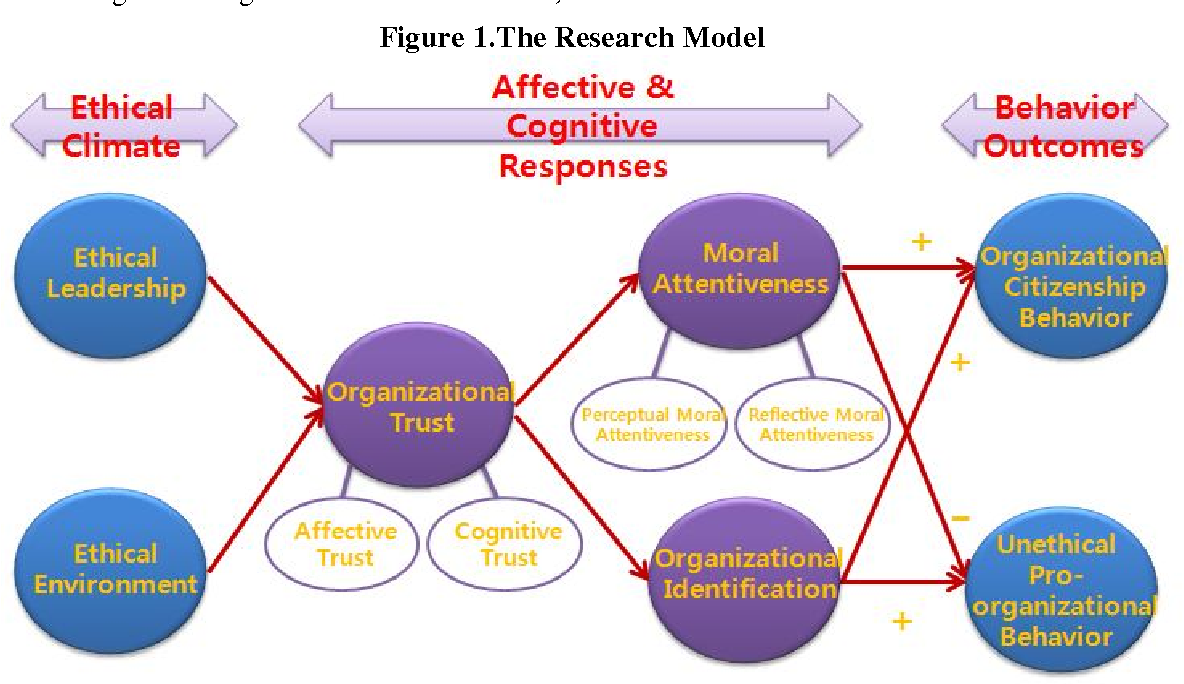 Figure 1.The Research Model
Ethical
Climate
Affective &
Cognitive
Responses
Behavior
Outcomes
Ethical
Leadership
Moral
Attentiveness
Organizational
Citizenship
Behavior
+
+
Organizational
Trust
Perceptual Moral
Attentiveness
Reflective Moral
Attentiveness
Affective
Trust
Cognitive
Trust
Ethical
Environment
Organizational
Identification
−
+
Unethical
Pro-
organizational
Behavior